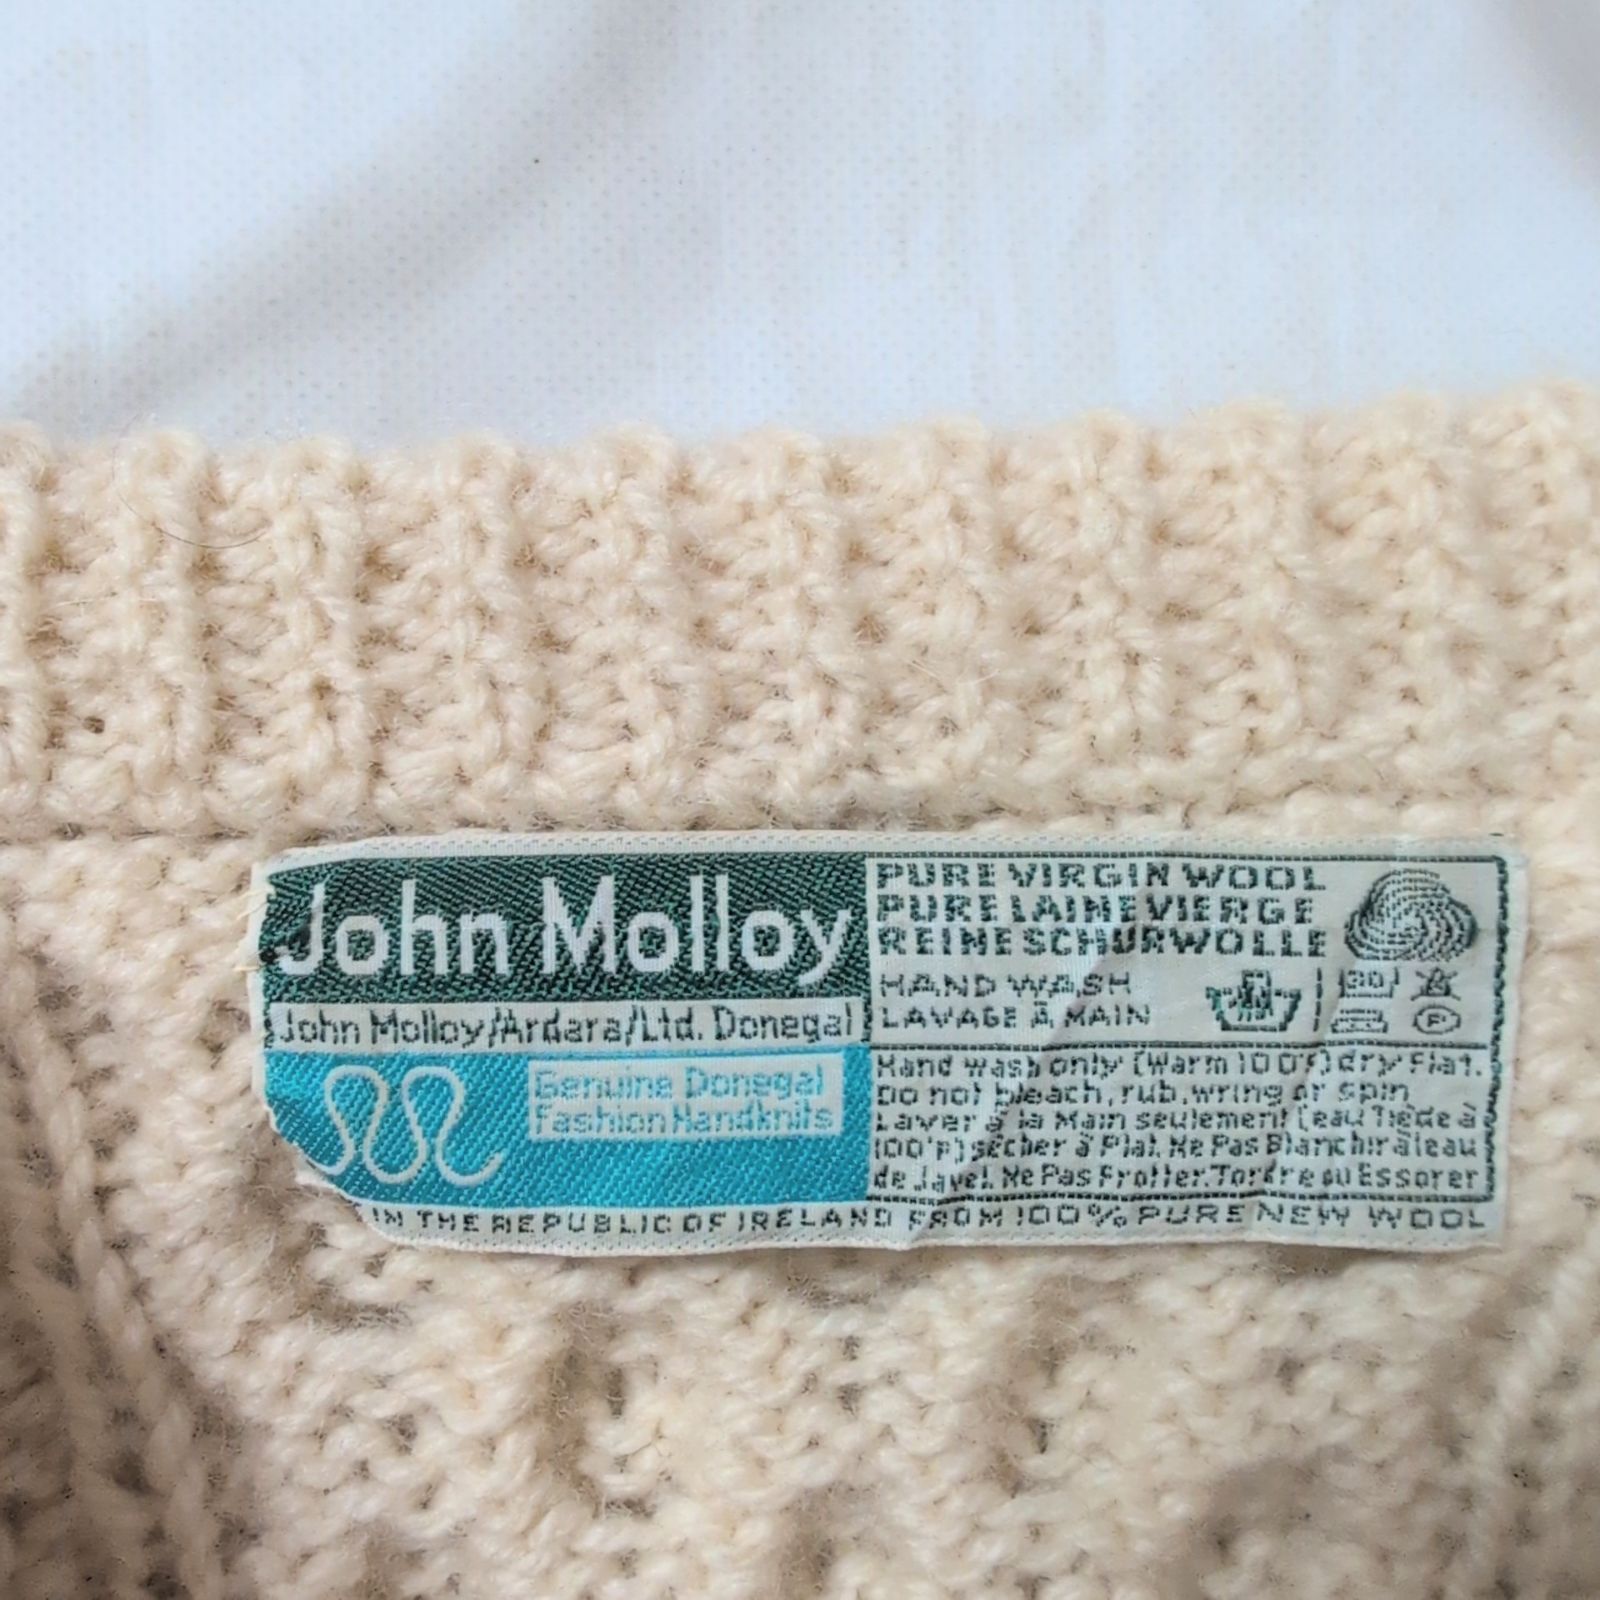 John Molloy
John Molloy/Ardara/Ltd. Donegal
Genuine Donegal
Fashion Handknits
PURE VIRGIN WOOL
PURE LAINE VIERGE
REINE SCHURWOLLE
HAND WASH
LAVAGE À MAIN
Hand wash only (Warm 100°F) dry Flat.
Do not bleach, rub, wring or spin
Laver à la Main seulement (eau Tiède à/
100°F) sècher à Plat. Ne Pas Blanchir àleau
de Javel. Ne Pas Frotter. Tordre ou Essorer
IN THE REPUBLIC OF IRELAND FROM 100% PURE NEW WOOL